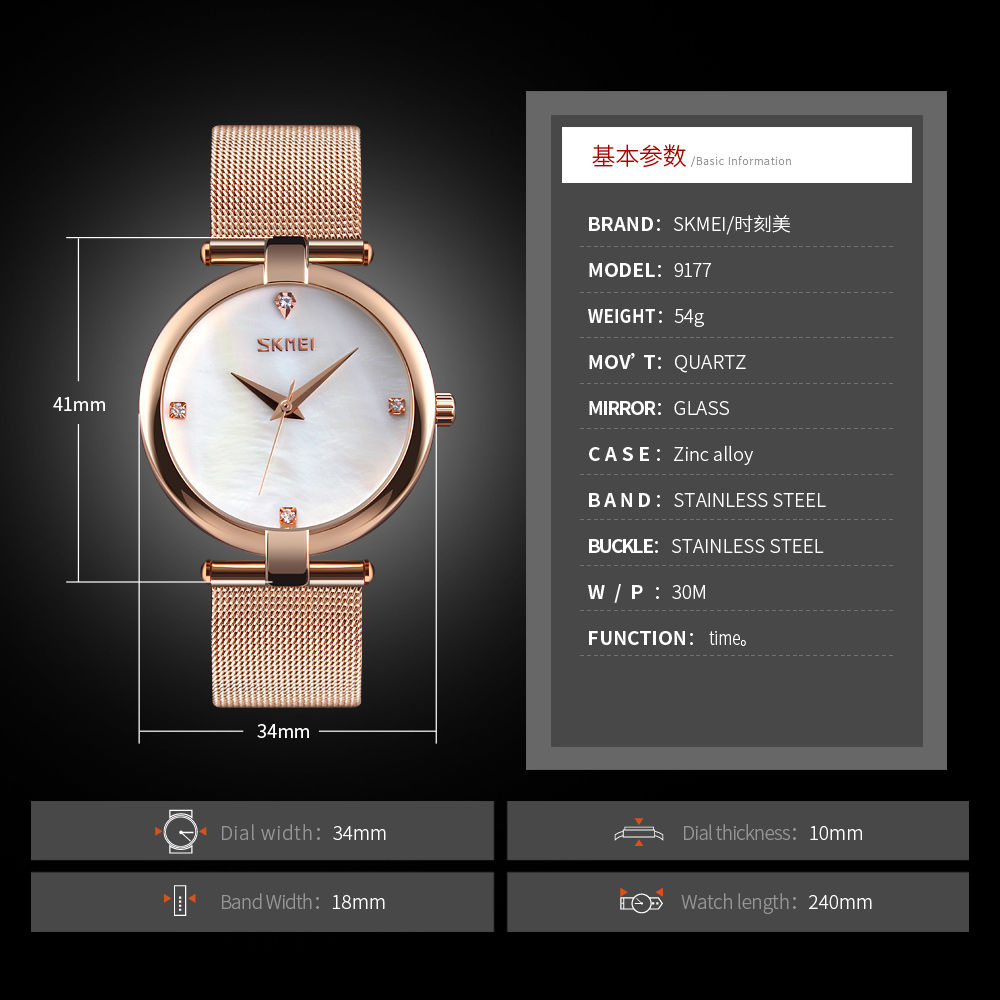 基本参数 /Basic Information
BRAND： SKMEI/时刻美
MODEL： 9177
WEIGHT： 54g
MOV’T： QUARTZ
MIRROR： GLASS
CASE： Zinc alloy
BAND： STAINLESS STEEL
BUCKLE： STAINLESS STEEL
W/P： 30M
FUNCTION： time。
SKMEI
41mm
34mm
Dial width： 34mm
Dial thickness： 10mm
Band Width： 18mm
Watch length： 240mm